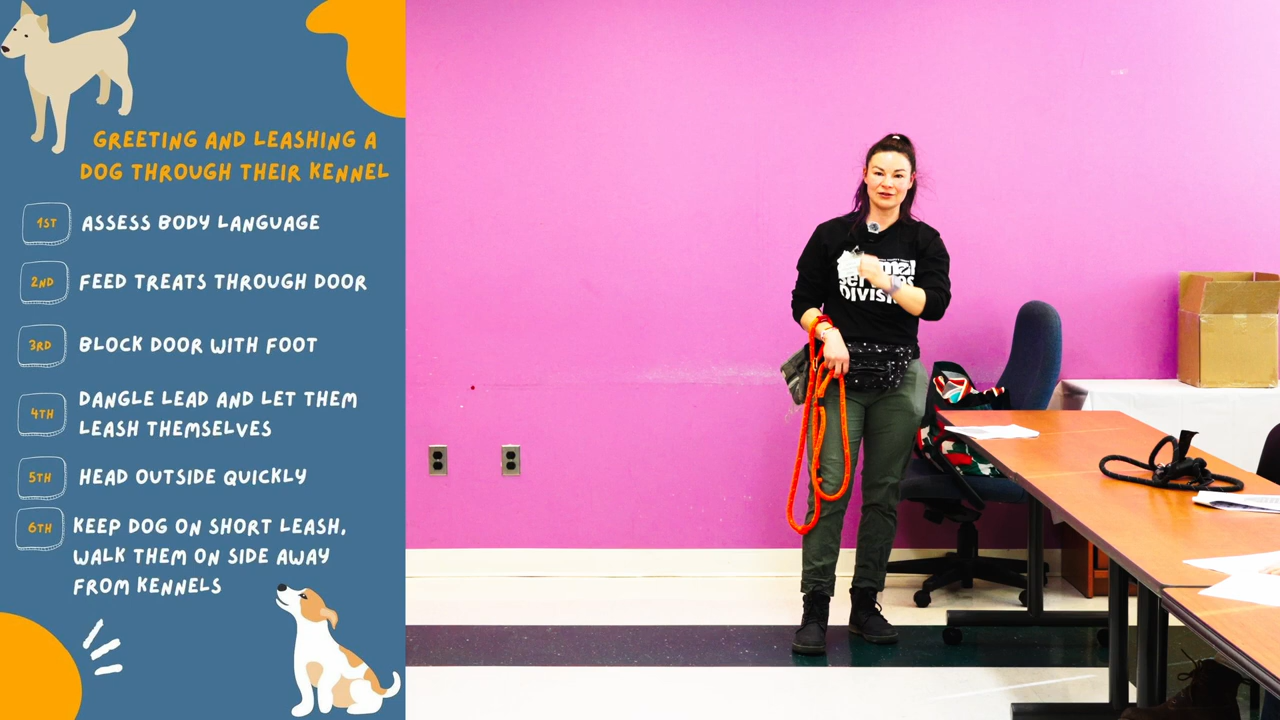 GREETING AND LEASHING A
DOG THROUGH THEIR KENNEL
1ST ASSESS BODY LANGUAGE
2ND FEED TREATS THROUGH DOOR
3RD BLOCK DOOR WITH FOOT
4TH DANGLE LEAD AND LET THEM
LEASH THEMSELVES
5TH HEAD OUTSIDE QUICKLY
6TH KEEP DOG ON SHORT LEASH,
WALK THEM ON SIDE AWAY
FROM KENNELS